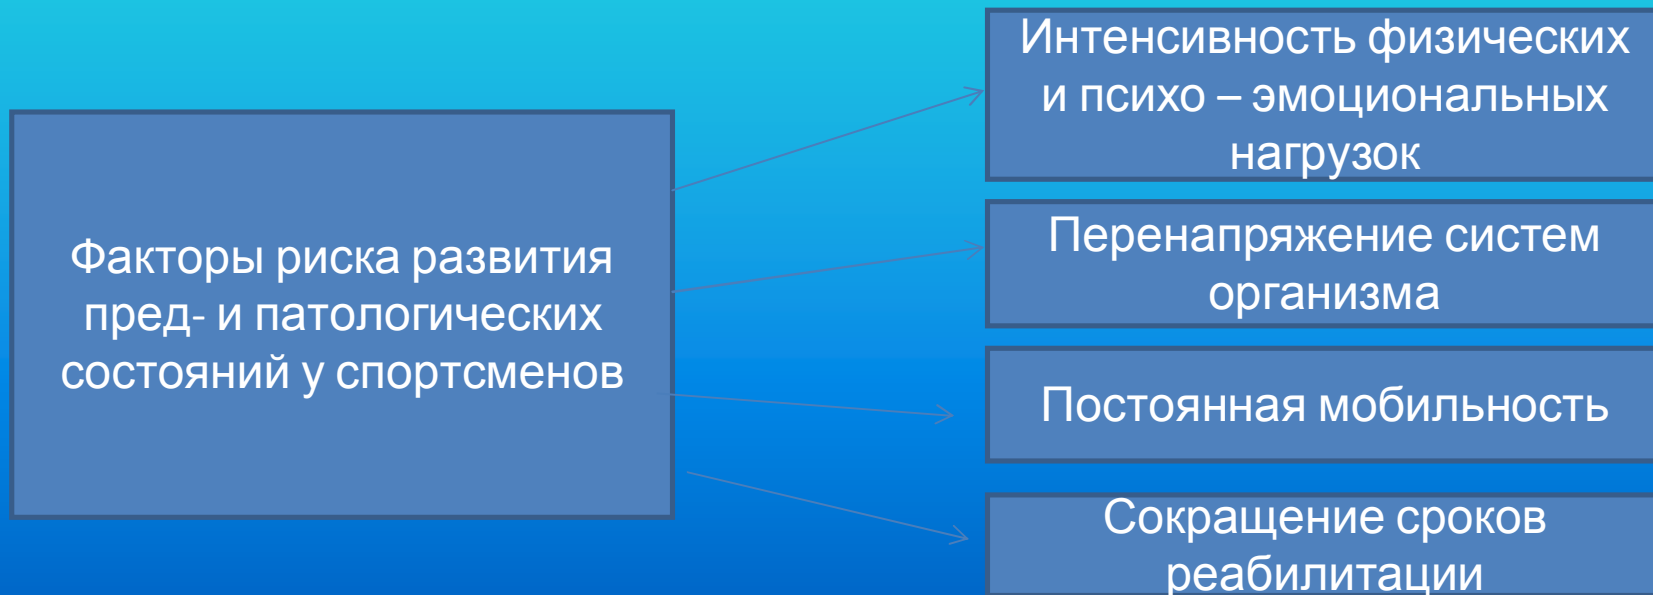 Факторы риска развития
пред- и патологических
состояний у спортсменов
Интенсивность физических
и психо – эмоциональных
нагрузок
Перенапряжение систем
организма
Постоянная мобильность
Сокращение сроков
реабилитации